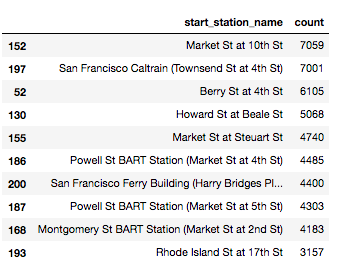 start_station_name count
152 Market St at 10th St 7059
197 San Francisco Caltrain (Townsend St at 4th St) 7001
52 Berry St at 4th St 6105
130 Howard St at Beale St 5068
155 Market St at Steuart St 4740
186 Powell St BART Station (Market St at 4th St) 4485
200 San Francisco Ferry Building (Harry Bridges Pl... 4400
187 Powell St BART Station (Market St at 5th St) 4303
168 Montgomery St BART Station (Market St at 2nd St) 4183
193 Rhode Island St at 17th St 3157